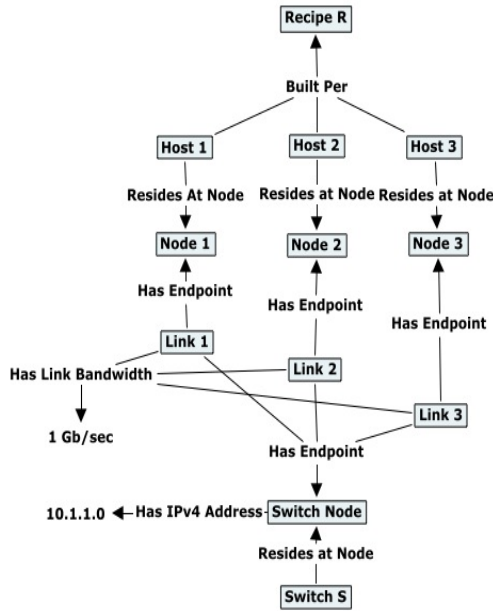 Recipe R
Built Per
Host 1
Host 2
Host 3
Resides At Node
Resides at Node
Resides at Node
Node 1
Node 2
Node 3
Has Endpoint
Has Endpoint
Has Endpoint
Link 1
Link 2
Has Link Bandwidth
Link 3
1 Gb/sec
Has Endpoint
10.1.1.0
Has IPv4 Address
Switch Node
Resides at Node
Switch S